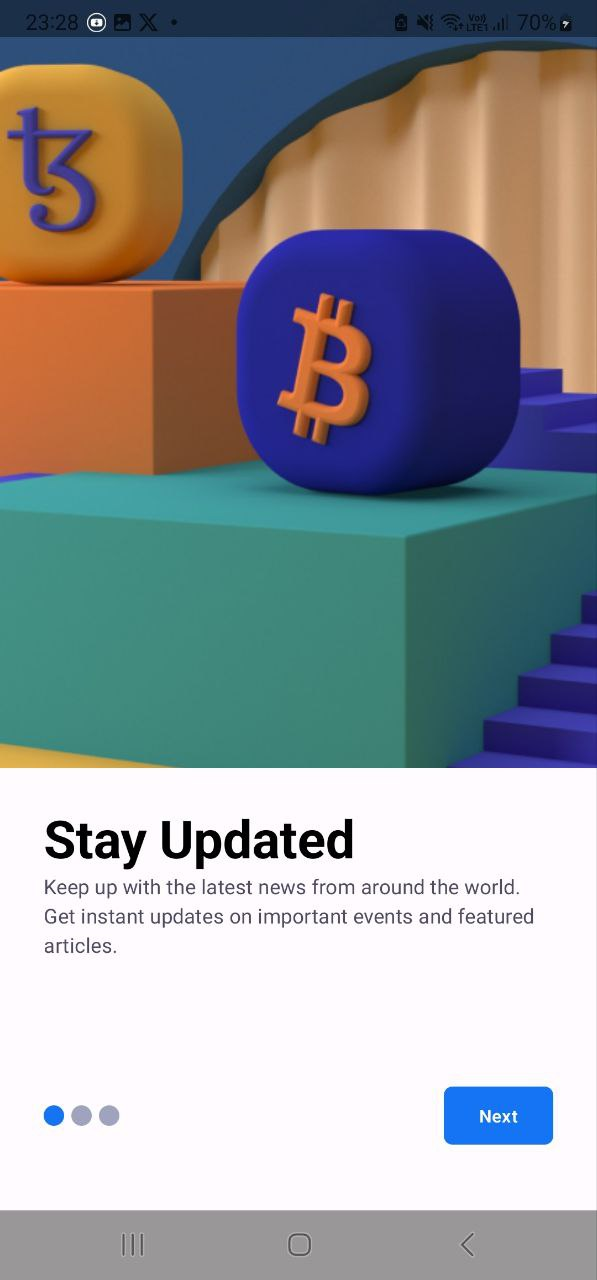 23:28
Vo))
LTE1
70%
Stay Updated
Keep up with the latest news from around the world.
Get instant updates on important events and featured
articles.
Next